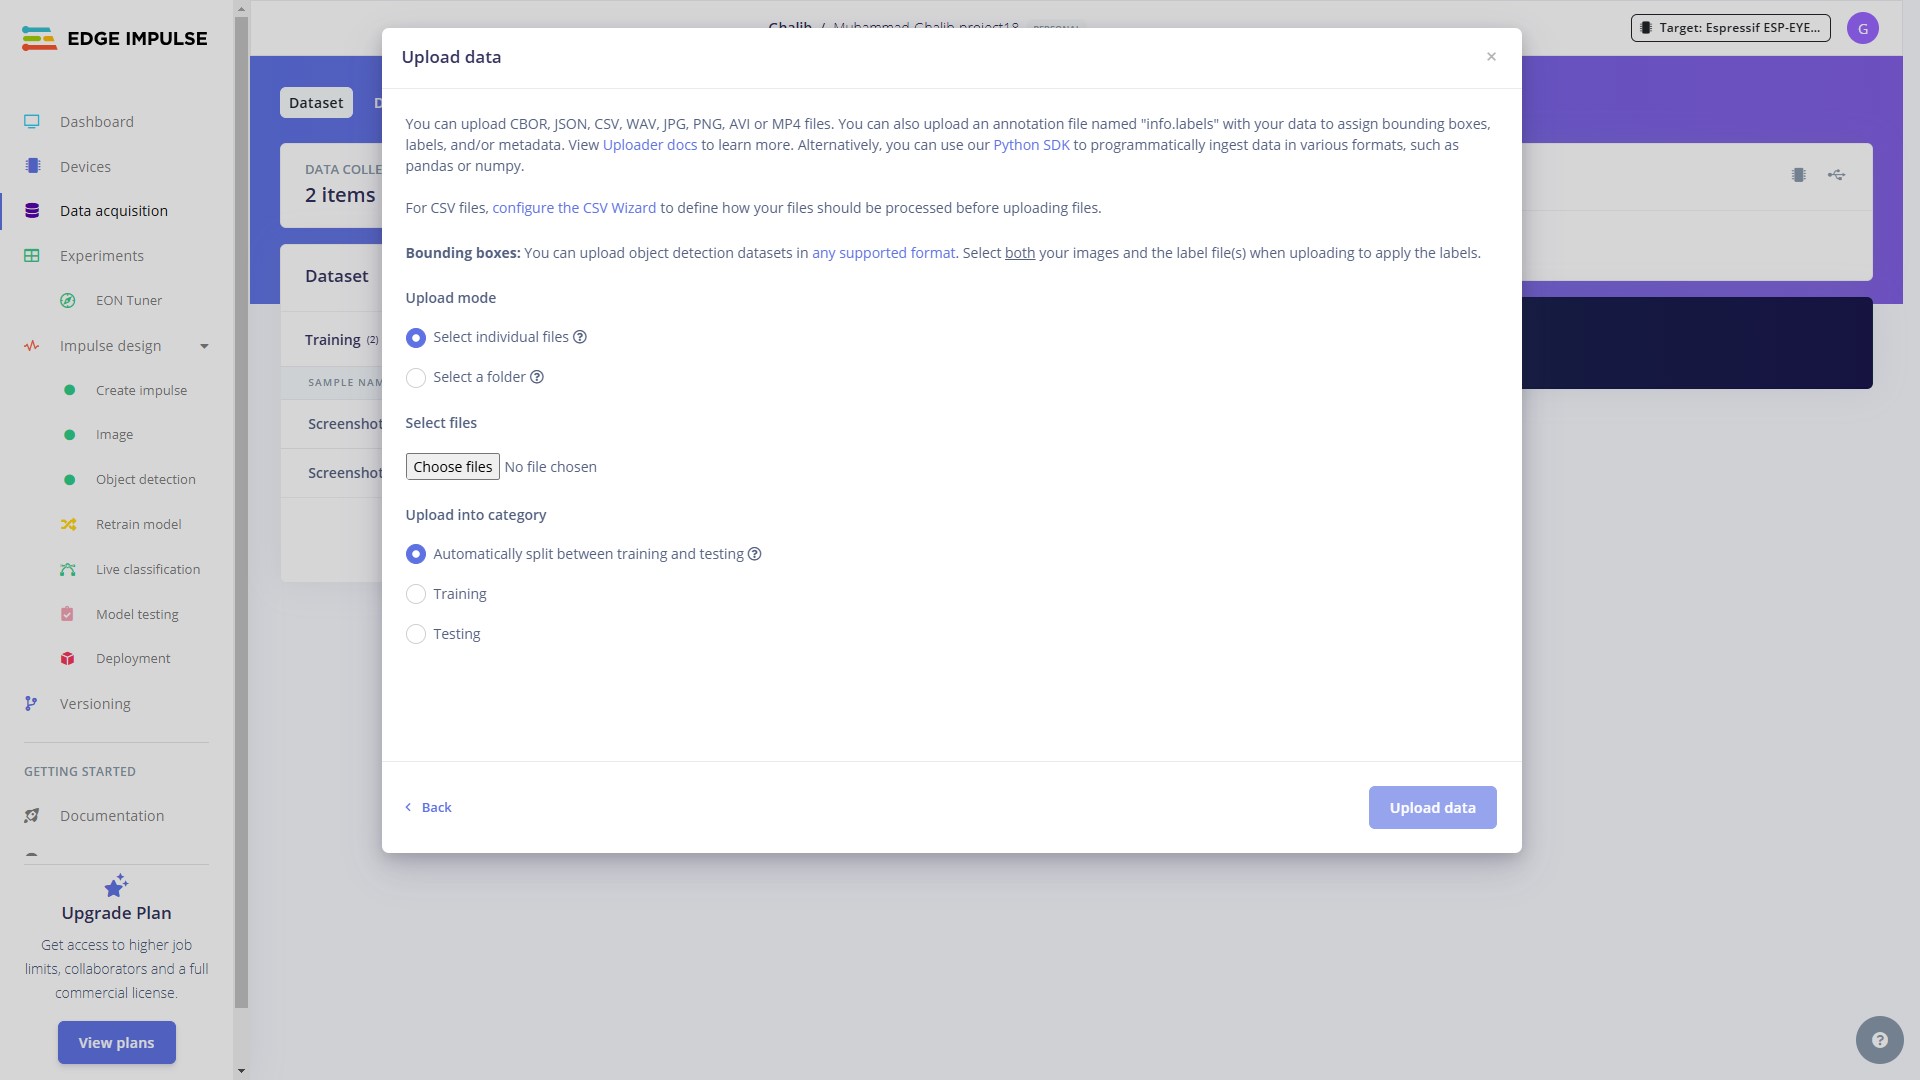 EDGE IMPULSE
Dashboard
Devices
Data acquisition
Experiments
EON Tuner
Impulse design
Create impulse
Image
Object detection
Retrain model
Live classification
Model testing
Deployment
Versioning
GETTING STARTED
Documentation
Upgrade Plan
Get access to higher job
limits, collaborators and a full
commercial license.
View plans
Ghalib / Muhammad Ghalib project18 PERSONAL
Target: Espressif ESP-EYE...
G
Dataset
D
DATA COLLE
2 items
Dataset
Training (2)
SAMPLE NAM
Screenshot
Screenshot
Upload data
×
You can upload CBOR, JSON, CSV, WAV, JPG, PNG, AVI or MP4 files. You can also upload an annotation file named "info.labels" with your data to assign bounding boxes,
labels, and/or metadata. View Uploader docs to learn more. Alternatively, you can use our Python SDK to programmatically ingest data in various formats, such as
pandas or numpy.
For CSV files, configure the CSV Wizard to define how your files should be processed before uploading files.
Bounding boxes: You can upload object detection datasets in any supported format. Select both your images and the label file(s) when uploading to apply the labels.
Upload mode
Select individual files
Select a folder
Select files
Choose files No file chosen
Upload into category
Automatically split between training and testing
Training
Testing
Back
Upload data